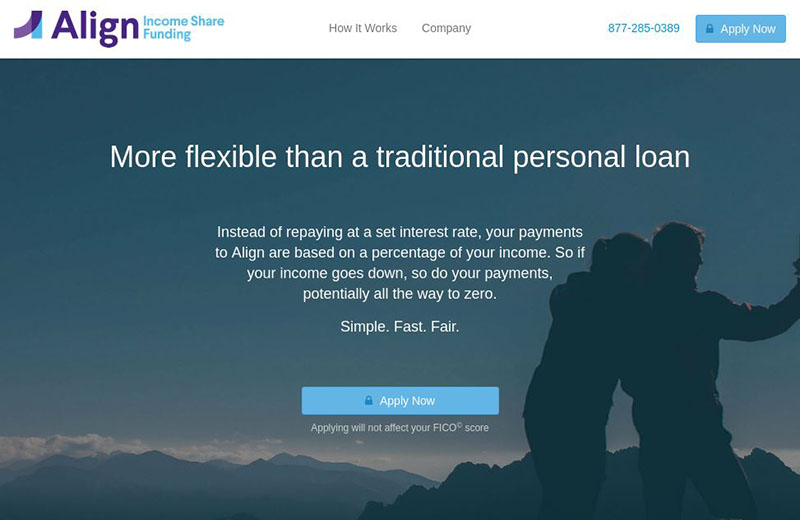 Align Income Share Funding
How It Works
Company
877-285-0389
Apply Now
More flexible than a traditional personal loan
Instead of repaying at a set interest rate, your payments
to Align are based on a percentage of your income. So if
your income goes down, so do your payments,
potentially all the way to zero.
Simple. Fast. Fair.
Apply Now
Applying will not affect your FICO© score